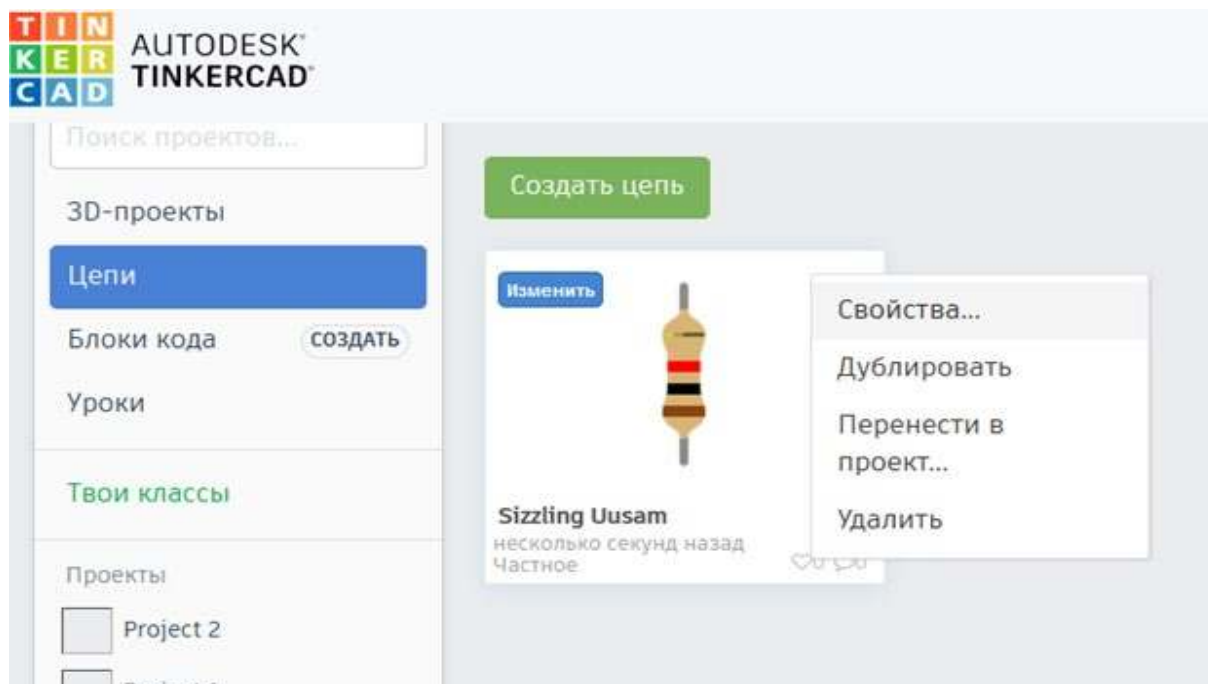 TIN
KER
CAD
AUTODESK®
TINKERCAD®
Поиск проектов...
3D-проекты
Цепи
Блоки кода
СОЗДАТЬ
Уроки
Твои классы
Проекты
Project 2
Создать цепь
Изменить
Sizzling Uusam
несколько секунд назад
Частное
Свойства...
Дублировать
Перенести в
проект...
Удалить